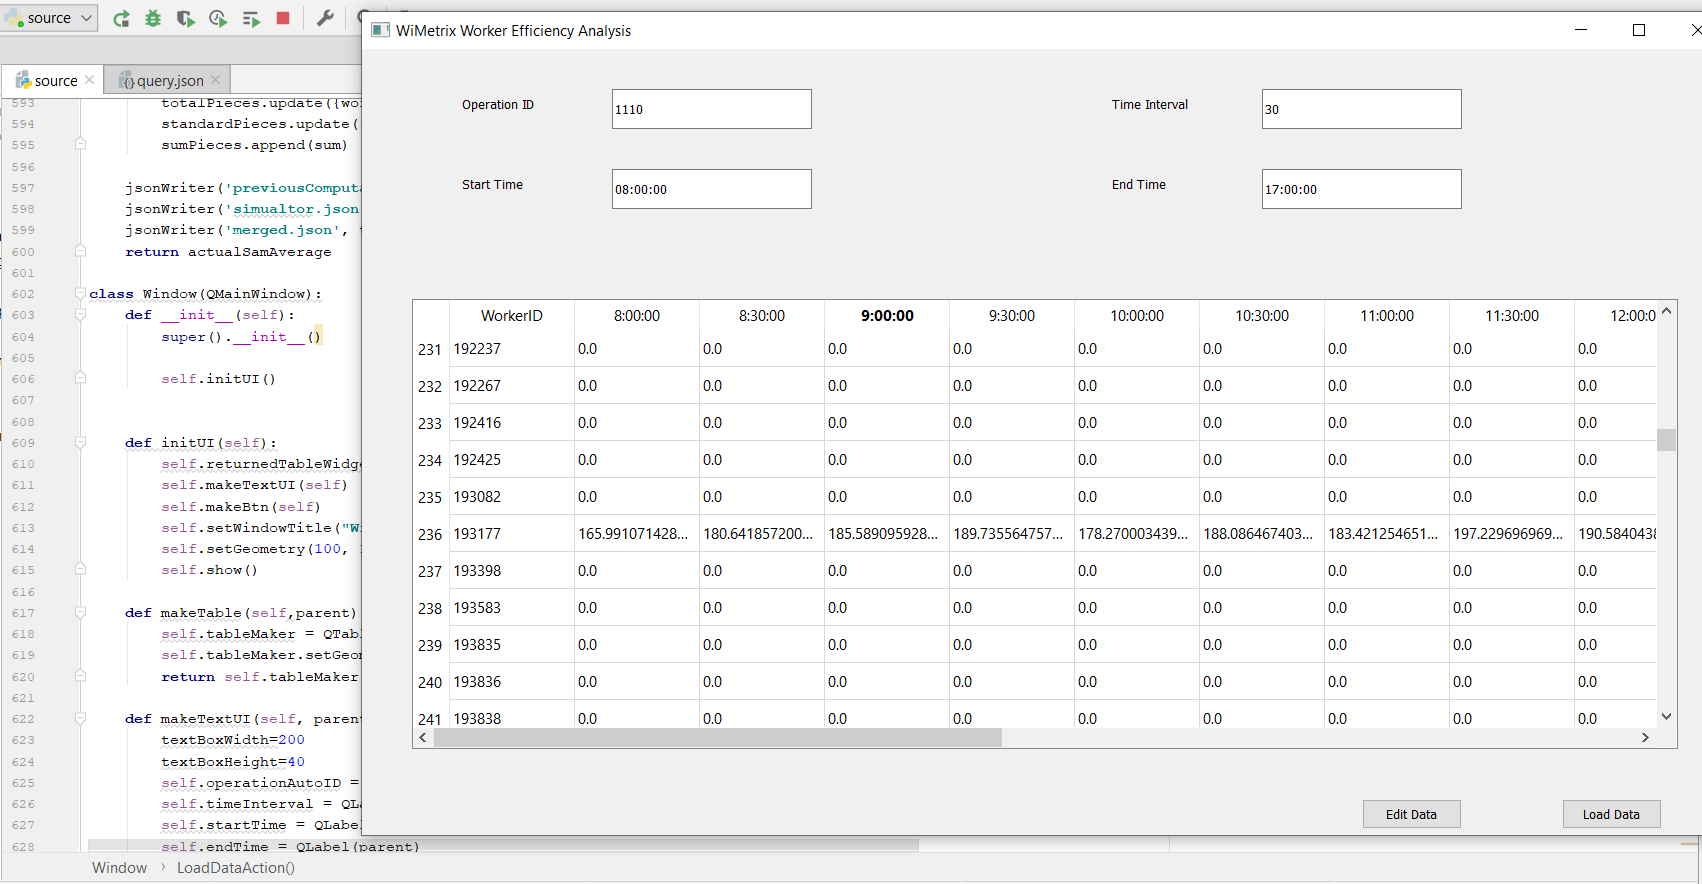 source
source
query.json
593 totalPieces.update({wo
594 standardPieces.update(
595 sumPieces.append(sum)
596
597 jsonWriter('previousComput
598 jsonWriter('simualtor.json
599 jsonWriter('merged.json',
600 return actualSamAverage
601
602 class Window(QMainWindow):
603 def __init__(self):
604 super().__init__()
605
606 self.initUI()
607
608
609 def initUI(self):
610 self.returnedTableWidg
611 self.makeTextUI(self)
612 self.makeBtn(self)
613 self.setWindowTitle("W
614 self.setGeometry(100,
615 self.show()
616
617 def makeTable(self,parent)
618 self.tableMaker = QTab
619 self.tableMaker.setGeo
620 return self.tableMaker
621
622 def makeTextUI(self, paren
623 textBoxWidth=200
624 textBoxHeight=40
625 self.operationAutoID =
626 self.timeInterval = QL
627 self.startTime = QLabel
628 self.endTime = QLabel(parent)
Window › LoadDataAction()
WiMetrix Worker Efficiency Analysis
Operation ID 1110 Time Interval 30
Start Time 08:00:00 End Time 17:00:00
WorkerID 8:00:00 8:30:00 9:00:00 9:30:00 10:00:00 10:30:00 11:00:00 11:30:00 12:00:0
231 192237 0.0 0.0 0.0 0.0 0.0 0.0 0.0 0.0 0.0
232 192267 0.0 0.0 0.0 0.0 0.0 0.0 0.0 0.0 0.0
233 192416 0.0 0.0 0.0 0.0 0.0 0.0 0.0 0.0 0.0
234 192425 0.0 0.0 0.0 0.0 0.0 0.0 0.0 0.0 0.0
235 193082 0.0 0.0 0.0 0.0 0.0 0.0 0.0 0.0 0.0
236 193177 165.991071428... 180.641857200... 185.589095928... 189.735564757... 178.270003439... 188.086467403... 183.421254651... 197.229696969... 190.5840438
237 193398 0.0 0.0 0.0 0.0 0.0 0.0 0.0 0.0 0.0
238 193583 0.0 0.0 0.0 0.0 0.0 0.0 0.0 0.0 0.0
239 193835 0.0 0.0 0.0 0.0 0.0 0.0 0.0 0.0 0.0
240 193836 0.0 0.0 0.0 0.0 0.0 0.0 0.0 0.0 0.0
241 193838 0.0 0.0 0.0 0.0 0.0 0.0 0.0 0.0 0.0
Edit Data Load Data